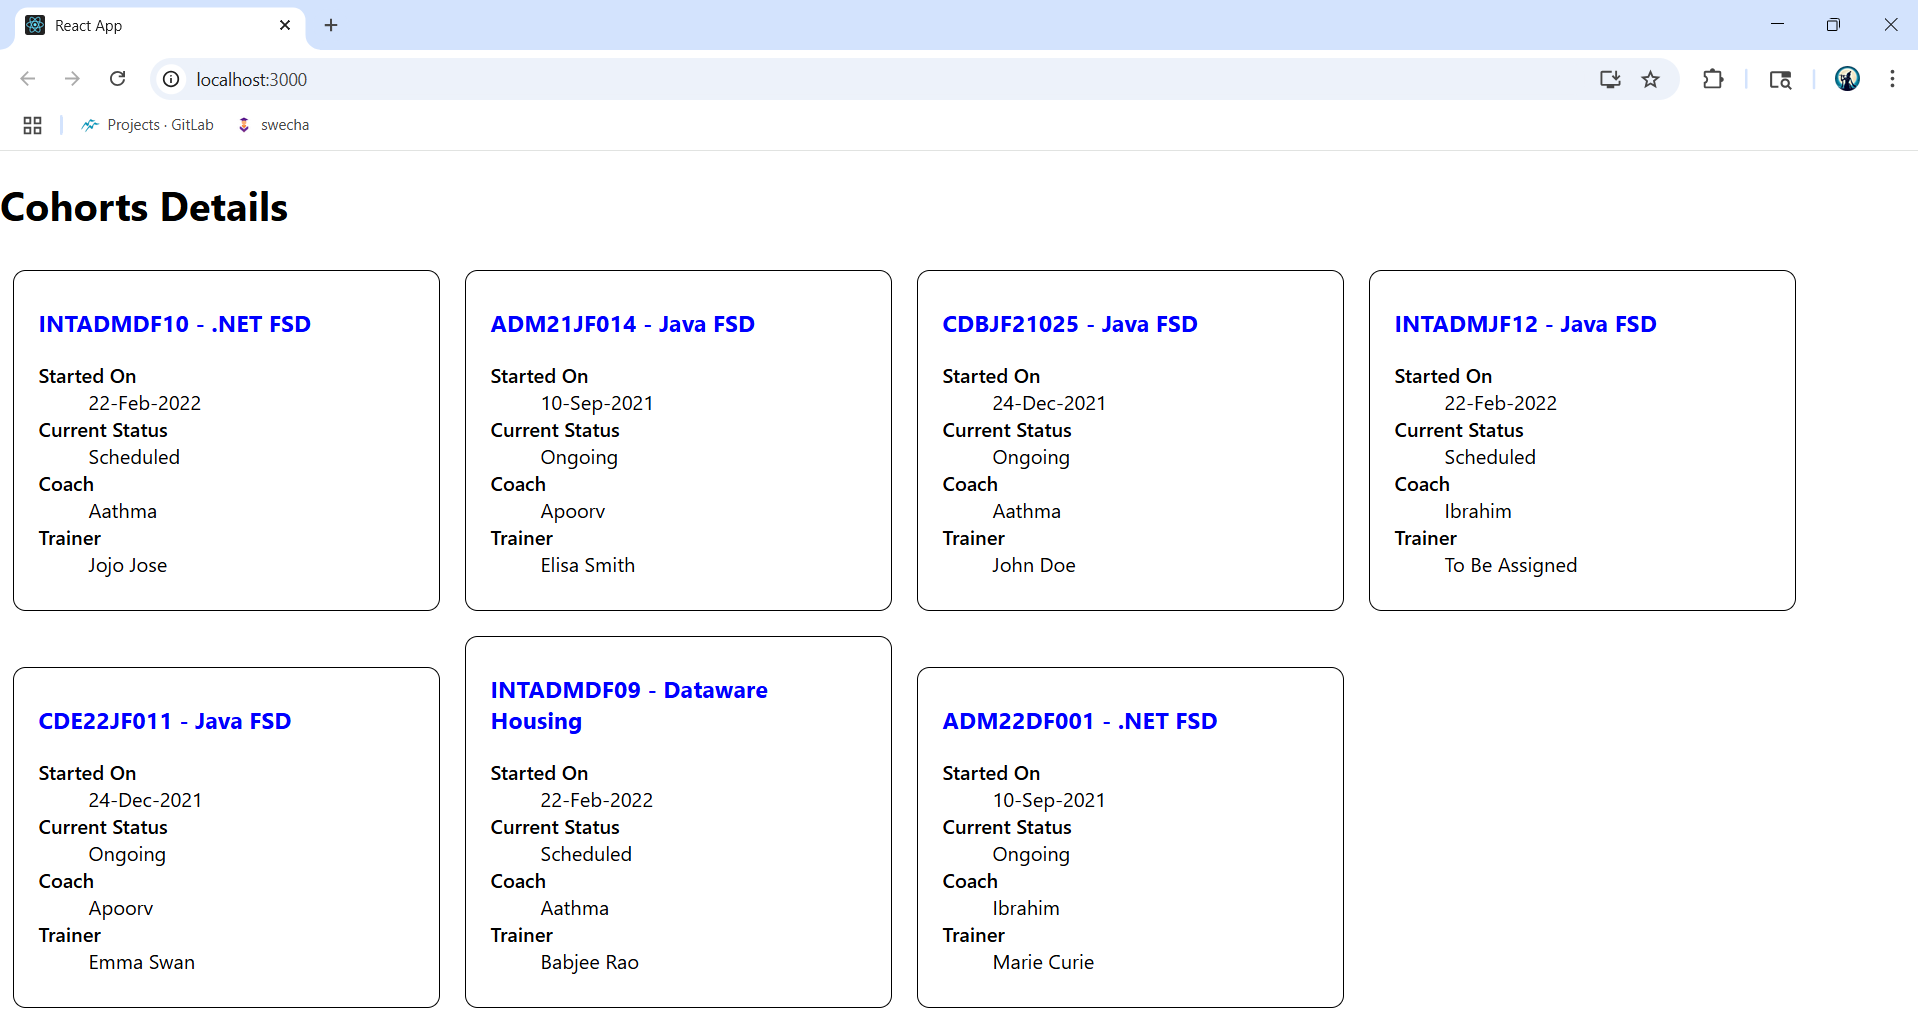 React App
localhost:3000
Projects · GitLab
swecha
Cohorts Details
INTADMDF10 - .NET FSD
Started On
22-Feb-2022
Current Status
Scheduled
Coach
Aathma
Trainer
Jojo Jose
ADM21JF014 - Java FSD
Started On
10-Sep-2021
Current Status
Ongoing
Coach
Apoorv
Trainer
Elisa Smith
CDBJF21025 - Java FSD
Started On
24-Dec-2021
Current Status
Ongoing
Coach
Aathma
Trainer
John Doe
INTADMJF12 - Java FSD
Started On
22-Feb-2022
Current Status
Scheduled
Coach
Ibrahim
Trainer
To Be Assigned
CDE22JF011 - Java FSD
Started On
24-Dec-2021
Current Status
Ongoing
Coach
Apoorv
Trainer
Emma Swan
INTADMDF09 - Dataware
Housing
Started On
22-Feb-2022
Current Status
Scheduled
Coach
Aathma
Trainer
Babjee Rao
ADM22DF001 - .NET FSD
Started On
10-Sep-2021
Current Status
Ongoing
Coach
Ibrahim
Trainer
Marie Curie